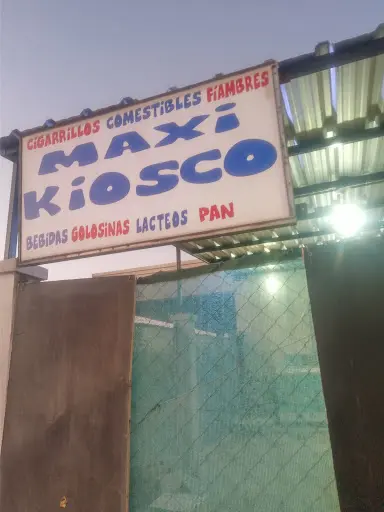 CIGARRILLOS COMESTIBLES FIAMBRES
MAXi
KiOSCO
BEBIDAS GOLOSINAS LACTEOS PAN